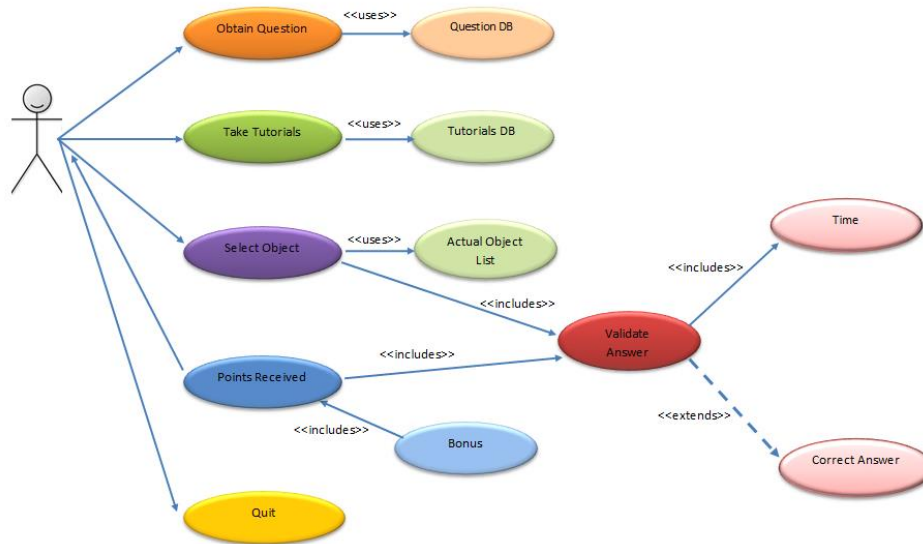 Obtain Question
<<uses>>
Question DB
Take Tutorials
<<uses>>
Tutorials DB
Select Object
<<uses>>
Actual Object
List
Time
<<includes>>
<<includes>>
Validate
Answer
Points Received
<<includes>>
<<includes>>
Bonus
<<extends>>
Correct Answer
Quit